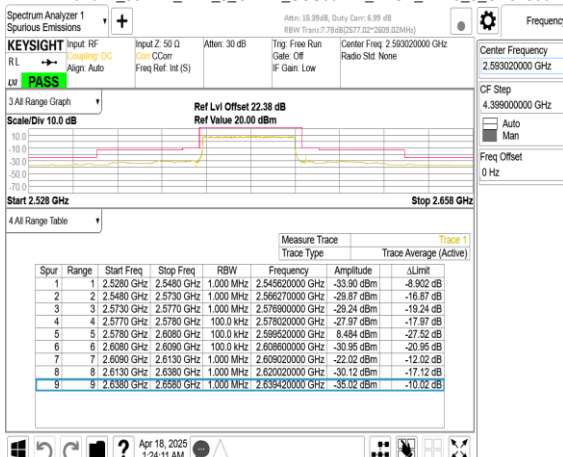 Spectrum Analyzer 1
Spurious Emissions
Attn: 15.89dB, Duty Corr: 6.99 dB
RBW Trans:7.78dB(2577.02~2609.02MHz)
Frequency
KEYSIGHT
RL
PASS
Input: RF
Coupling: DC
Align: Auto
Input Z: 50 Ω
Corr CCorr
Freq Ref: Int (S)
Atten: 30 dB
Trig: Free Run
Gate: Off
IF Gain: Low
Center Freq: 2.593020000 GHz
Radio Std: None
Center Frequency
2.593020000 GHz
CF Step
4.399000000 GHz
Auto
Man
Freq Offset
0 Hz
3 All Range Graph
Scale/Div 10.0 dB
Ref Lvl Offset 22.38 dB
Ref Value 20.00 dBm
10.0
-10.0
-30.0
-50.0
-70.0
Start 2.528 GHz
Stop 2.658 GHz
4 All Range Table
Measure Trace Trace 1
Trace Type Trace Average (Active)
Spur Range Start Freq Stop Freq RBW Frequency Amplitude ΔLimit
1 1 2.5280 GHz 2.5480 GHz 1.000 MHz 2.545620000 GHz -33.90 dBm -8.902 dB
2 2 2.5480 GHz 2.5730 GHz 1.000 MHz 2.566270000 GHz -29.87 dBm -16.87 dB
3 3 2.5730 GHz 2.5770 GHz 1.000 MHz 2.576900000 GHz -29.24 dBm -19.24 dB
4 4 2.5770 GHz 2.5780 GHz 100.0 kHz 2.578020000 GHz -27.97 dBm -17.97 dB
5 5 2.5780 GHz 2.6080 GHz 100.0 kHz 2.599520000 GHz 8.484 dBm -27.52 dB
6 6 2.6080 GHz 2.6090 GHz 100.0 kHz 2.608600000 GHz -30.95 dBm -20.95 dB
7 7 2.6090 GHz 2.6130 GHz 1.000 MHz 2.609020000 GHz -22.02 dBm -12.02 dB
8 8 2.6130 GHz 2.6380 GHz 1.000 MHz 2.620020000 GHz -30.12 dBm -17.12 dB
9 9 2.6380 GHz 2.6580 GHz 1.000 MHz 2.639420000 GHz -35.02 dBm -10.02 dB
Apr 18, 2025
1:24:11 AM